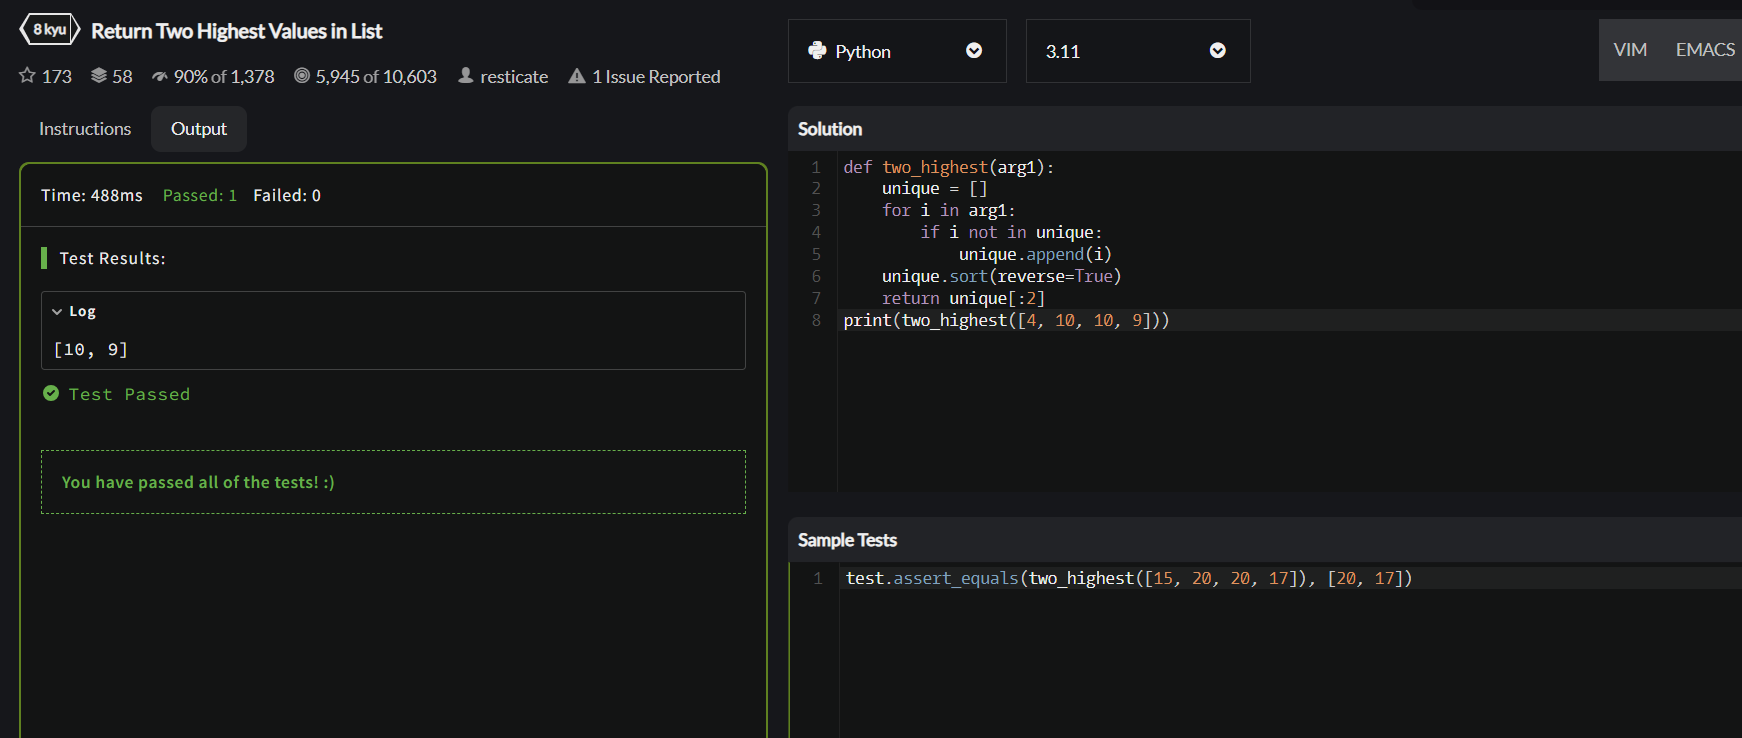 8 kyu Return Two Highest Values in List
173 58 90% of 1,378 5,945 of 10,603 resticate 1 Issue Reported
Instructions Output
Time: 488ms Passed: 1 Failed: 0
Test Results:
Log
[10, 9]
Test Passed
You have passed all of the tests! :)
Python 3.11 VIM EMACS
Solution
1 def two_highest(arg1):
2     unique = []
3     for i in arg1:
4         if i not in unique:
5             unique.append(i)
6     unique.sort(reverse=True)
7     return unique[:2]
8 print(two_highest([4, 10, 10, 9]))
Sample Tests
1 test.assert_equals(two_highest([15, 20, 20, 17]), [20, 17])